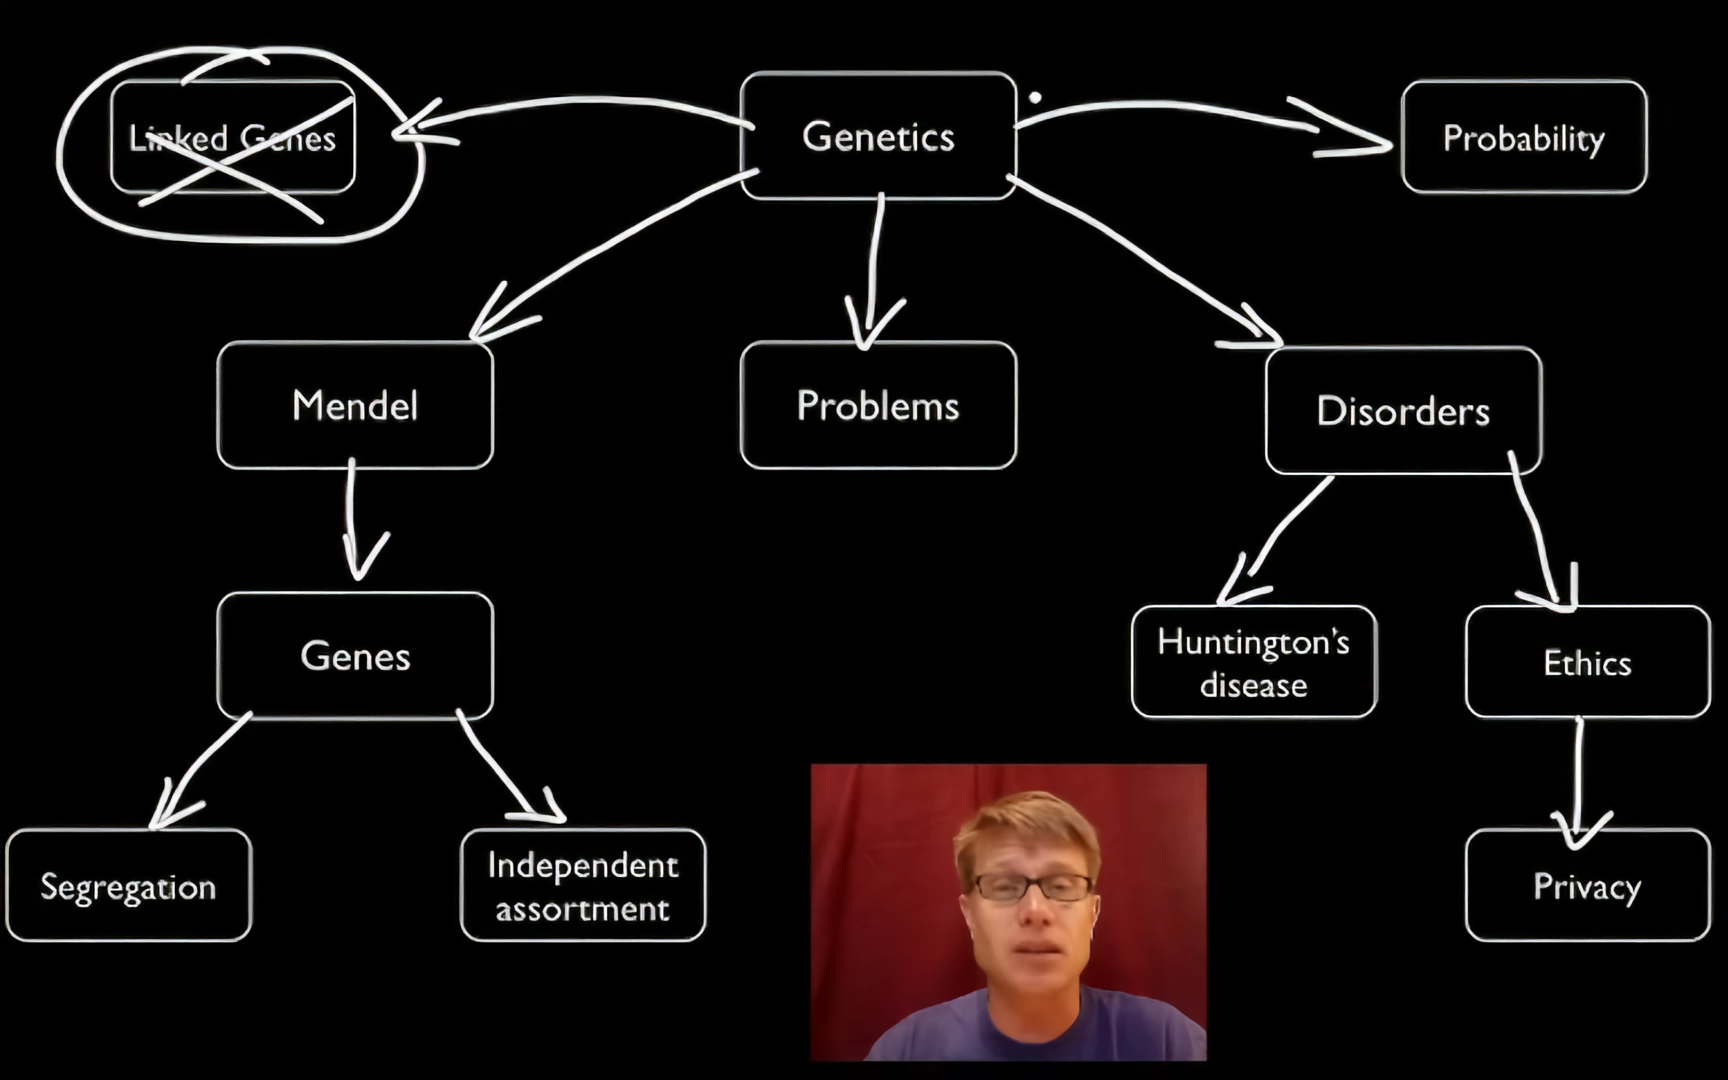 Linked Genes
Genetics
Probability
Mendel
Problems
Disorders
Genes
Huntington's
disease
Ethics
Segregation
Independent
assortment
Privacy